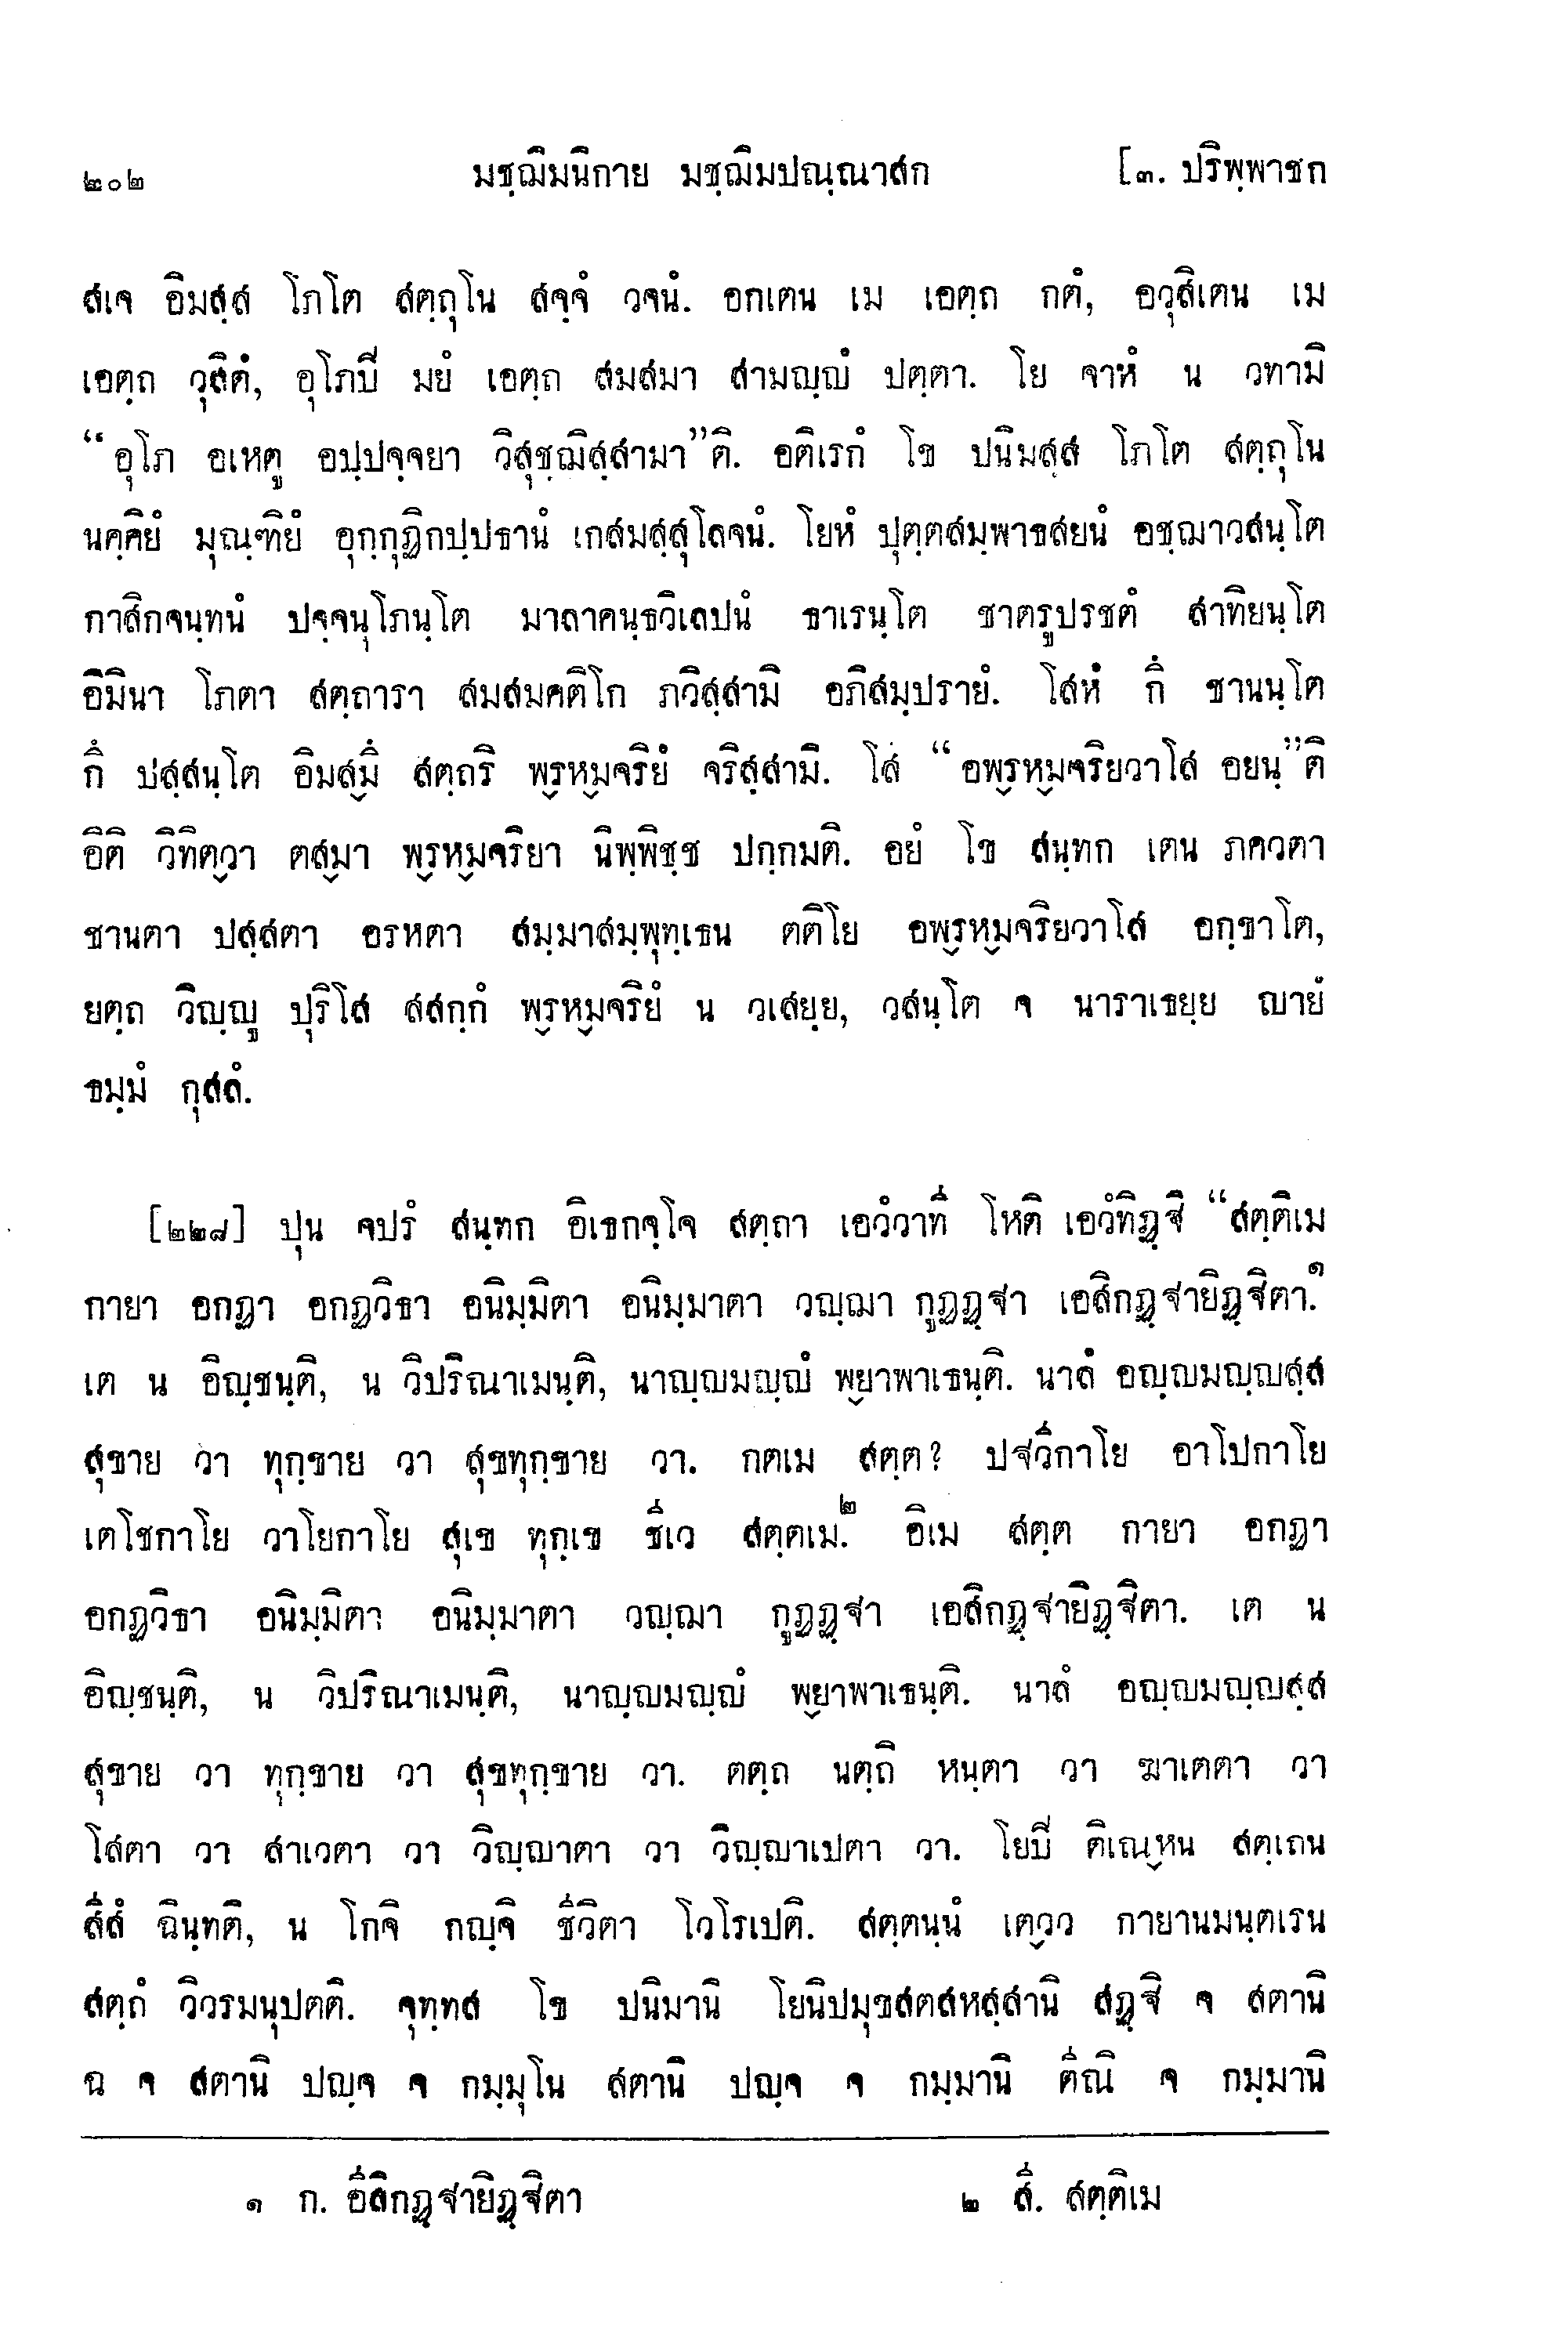 ๒๐๒ มชฺฌิมนิกาย มชฺฌิมปณฺณาสก [๓. ปริพฺพาชก
สเจ อิมสฺส โภโต สตฺถุโน สจฺจํ วจนํ. อกเตน เม เอตฺถ กตํ, อวุสิเตน เม
เอตฺถ วุสิตํ, อุโภปี มยํ เอตฺถ สมสมา สามญฺญํ ปตฺตา. โย จาหํ น วทามิ
“อุโภ อเหตู อปฺปจฺจยา วิสุชฺฌิสฺสามา”ติ. อติเรกํ โข ปนิมสฺส โภโต สตฺถุโน
นคฺคิยํ มุณฺฑิยํ อุกฺกุฏิกปฺปธานํ เกสมสฺสุโลจนํ. โยหํ ปุตฺตสมฺพาธสยนํ อชฺฌาวสนฺโต
กาสิกจนฺทนํ ปจฺจนุโภนฺโต มาลาคนฺธวิเลปนํ ธาเรนฺโต ชาตรูปรชตํ สาทิยนฺโต
อิมินา โภตา สตฺถารา สมสมคติโก ภวิสฺสามิ อภิสมฺปรายํ. โสหํ กึ ชานนฺโต
กึ ปสฺสนฺโต อิมสฺมึ สตฺถริ พฺรหฺมจริยํ จริสฺสามิ. โส “อพฺรหฺมจริยวาโส อยนฺ”ติ
อิติ วิทิตฺวา ตสฺมา พฺรหฺมจริยา นิพฺพิชฺช ปกฺกมติ. อยํ โข สนฺทก เตน ภควตา
ชานตา ปสฺสตา อรหตา สมฺมาสมฺพุทฺเธน ตติโย อพฺรหฺมจริยวาโส อกฺขาโต,
ยตฺถ วิญฺญู ปุริโส สสกฺกํ พฺรหฺมจริยํ น วเสยฺย, วสนฺโต จ นาราเธยฺย ญายํ
ธมฺมํ กุสลํ.
[๒๒๘] ปุน จปรํ สนฺทก อิเธกจฺโจ สตฺถา เอวํวาที โหติ เอวํทิฏฺฐิ “สตฺติเม
กายา อกฏา อกฏวิธา อนิมฺมิตา อนิมฺมาตา วญฺฌา กูฏฏฺฐา เอสิกฏฺฐายิฏฺฐิตา.๑
เต น อิญฺชนฺติ, น วิปริณาเมนฺติ, นาญฺญมญฺญํ พฺยาพาเธนฺติ. นาลํ อญฺญมญฺญสฺส
สุขาย วา ทุกฺขาย วา สุขทุกฺขาย วา. กตเม สตฺต? ปฐวีกาโย อาโปกาโย
เตโชกาโย วาโยกาโย สุเข ทุกฺเข ชีเว สตฺตเม.๒ อิเม สตฺต กายา อกฏา
อกฏวิธา อนิมฺมิตา อนิมฺมาตา วญฺฌา กูฏฏฺฐา เอสิกฏฺฐายิฏฺฐิตา. เต น
อิญฺชนฺติ, น วิปริณาเมนฺติ, นาญฺญมญฺญํ พฺยาพาเธนฺติ. นาลํ อญฺญมญฺญสฺส
สุขาย วา ทุกฺขาย วา สุขทุกฺขาย วา. ตตฺถ นตฺถิ หนฺตา วา ฆาเตตา วา
โสตา วา สาเวตา วา วิญฺญาตา วา วิญฺญาเปตา วา. โยปี ติเณฺหน สตฺเถน
สีสํ ฉินฺทติ, น โกจิ กญฺจิ ชีวิตา โวโรเปติ. สตฺตนฺนํ เตฺวว กายานมนฺตเรน
สตฺถํ วิวรมนุปตติ. จุทฺทส โข ปนิมานิ โยนิปมุขสตสหสฺสานิ สฏฺฐิ จ สตานิ
ฉ จ สตานิ ปญฺจ จ กมฺมุโน สตานิ ปญฺจ จ กมฺมานิ ตีณิ จ กมฺมานิ
๑ ก. อีสิกฏฺฐายิฏฺฐิตา ๒ สี. สตฺติเม